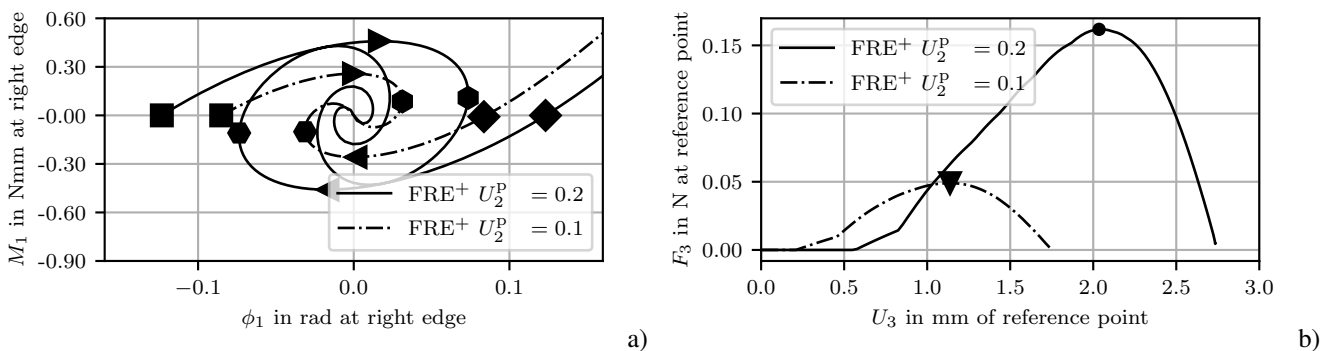 M₁ in Nmm at right edge
0.60
0.30
-0.00
-0.30
-0.60
-0.90
FRE⁺ U₂ᵖ = 0.2
FRE⁺ U₂ᵖ = 0.1
−0.1
0.0
0.1
ϕ₁ in rad at right edge
a)
F₃ in N at reference point
0.15
0.10
0.05
0.00
FRE⁺ U₂ᵖ = 0.2
FRE⁺ U₂ᵖ = 0.1
0.0
0.5
1.0
1.5
2.0
2.5
3.0
U₃ in mm of reference point
b)